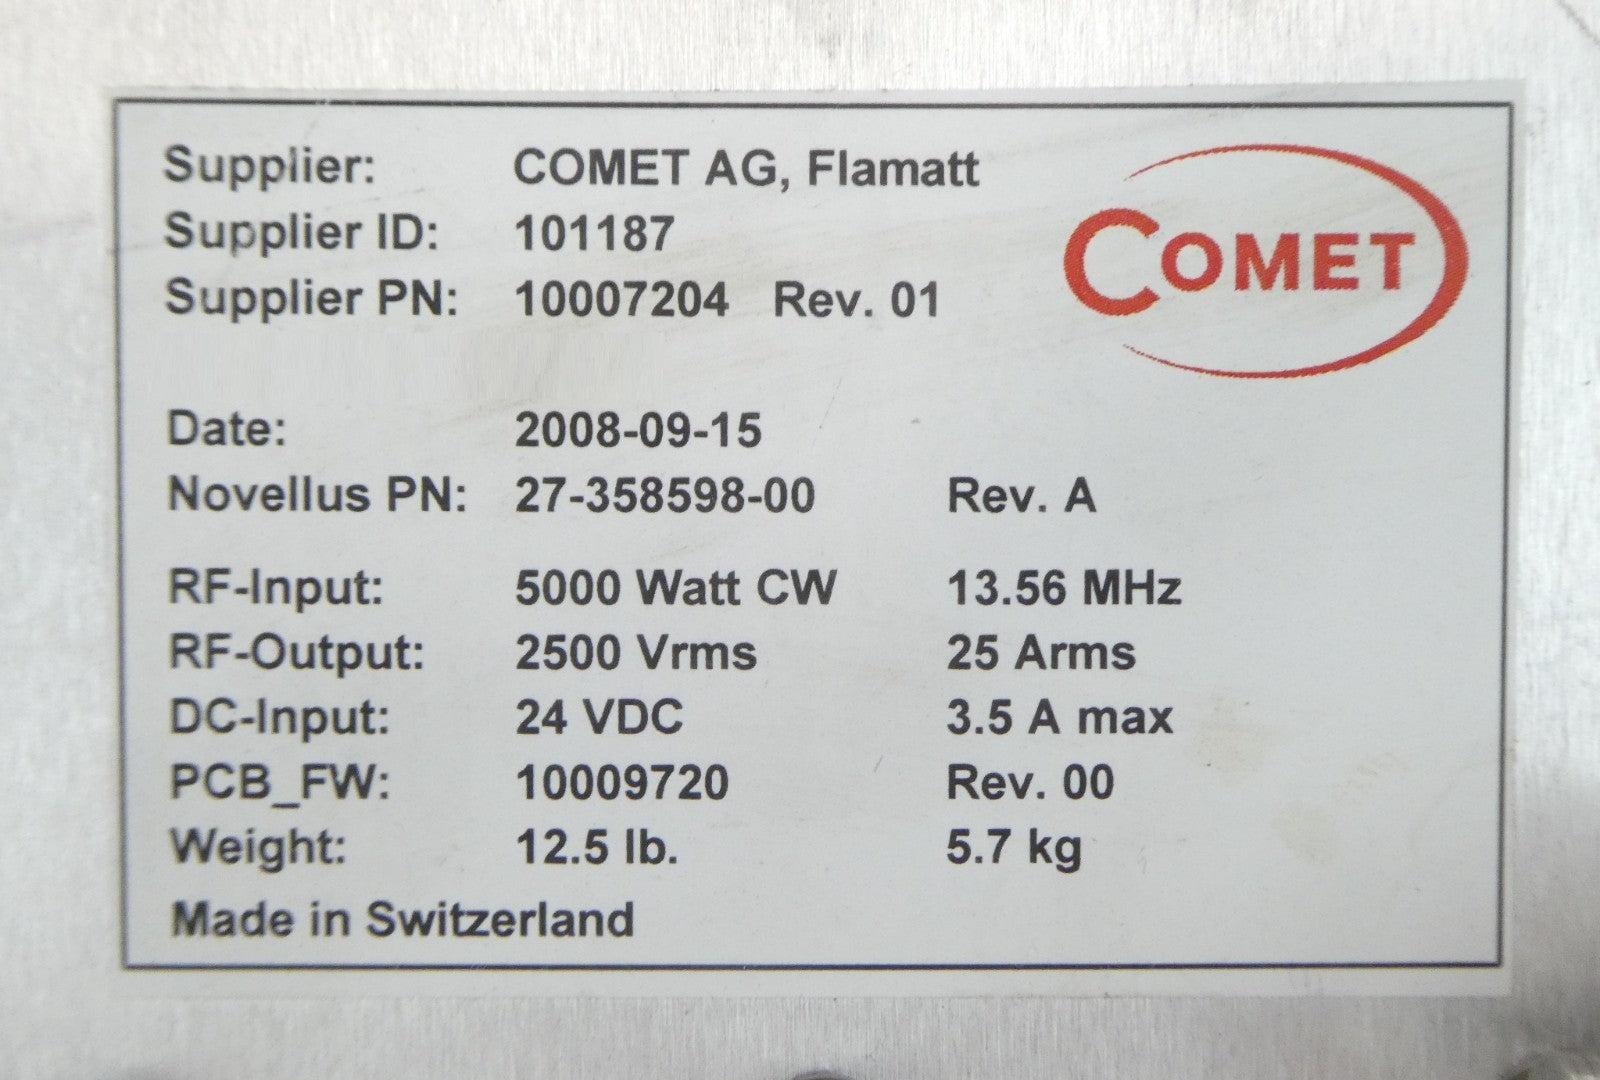 Supplier: COMET AG, Flamatt
Supplier ID: 101187
Supplier PN: 10007204 Rev. 01
COMET
Date: 2008-09-15
Novellus PN: 27-358598-00 Rev. A
RF-Input: 5000 Watt CW 13.56 MHz
RF-Output: 2500 Vrms 25 Arms
DC-Input: 24 VDC 3.5 A max
PCB_FW: 10009720 Rev. 00
Weight: 12.5 lb. 5.7 kg
Made in Switzerland